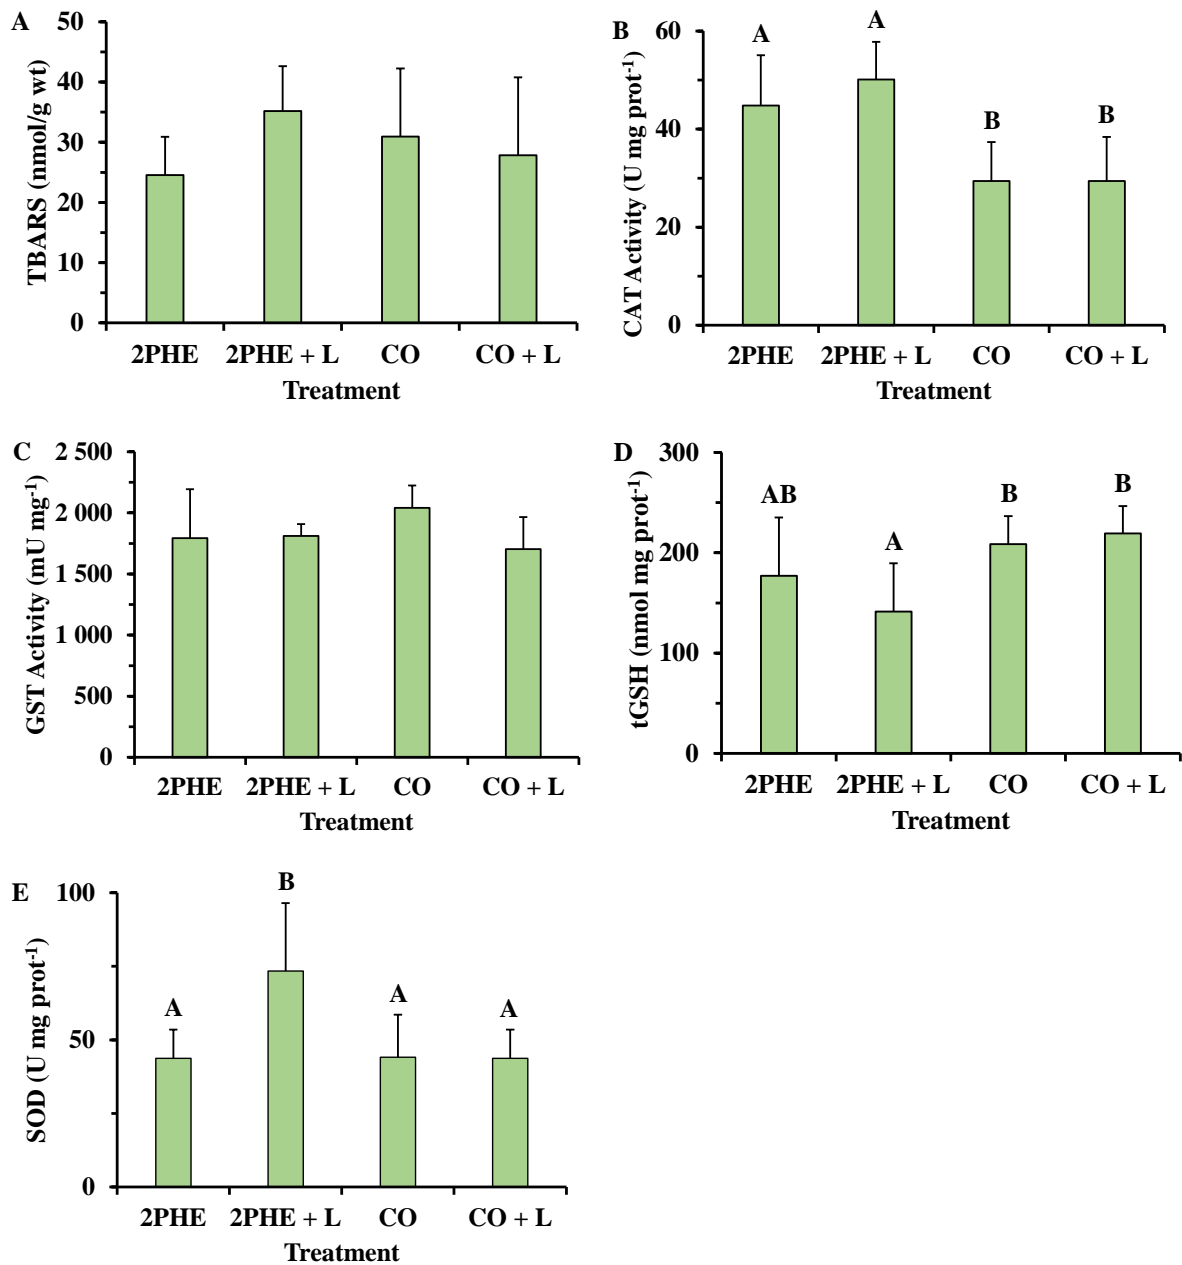 A
TBARS (nmol/g wt)
50
40
30
20
10
0
2PHE 2PHE + L CO CO + L
Treatment
B
CAT Activity (U mg prot-1)
60
40
20
0
A A B B
2PHE 2PHE + L CO CO + L
Treatment
C
GST Activity (mU mg-1)
2 500
2 000
1 500
1 000
500
0
2PHE 2PHE + L CO CO + L
Treatment
D
tGSH (nmol mg prot-1)
300
200
100
0
AB A B B
2PHE 2PHE + L CO CO + L
Treatment
E
SOD (U mg prot-1)
100
50
0
A B A A
2PHE 2PHE + L CO CO + L
Treatment